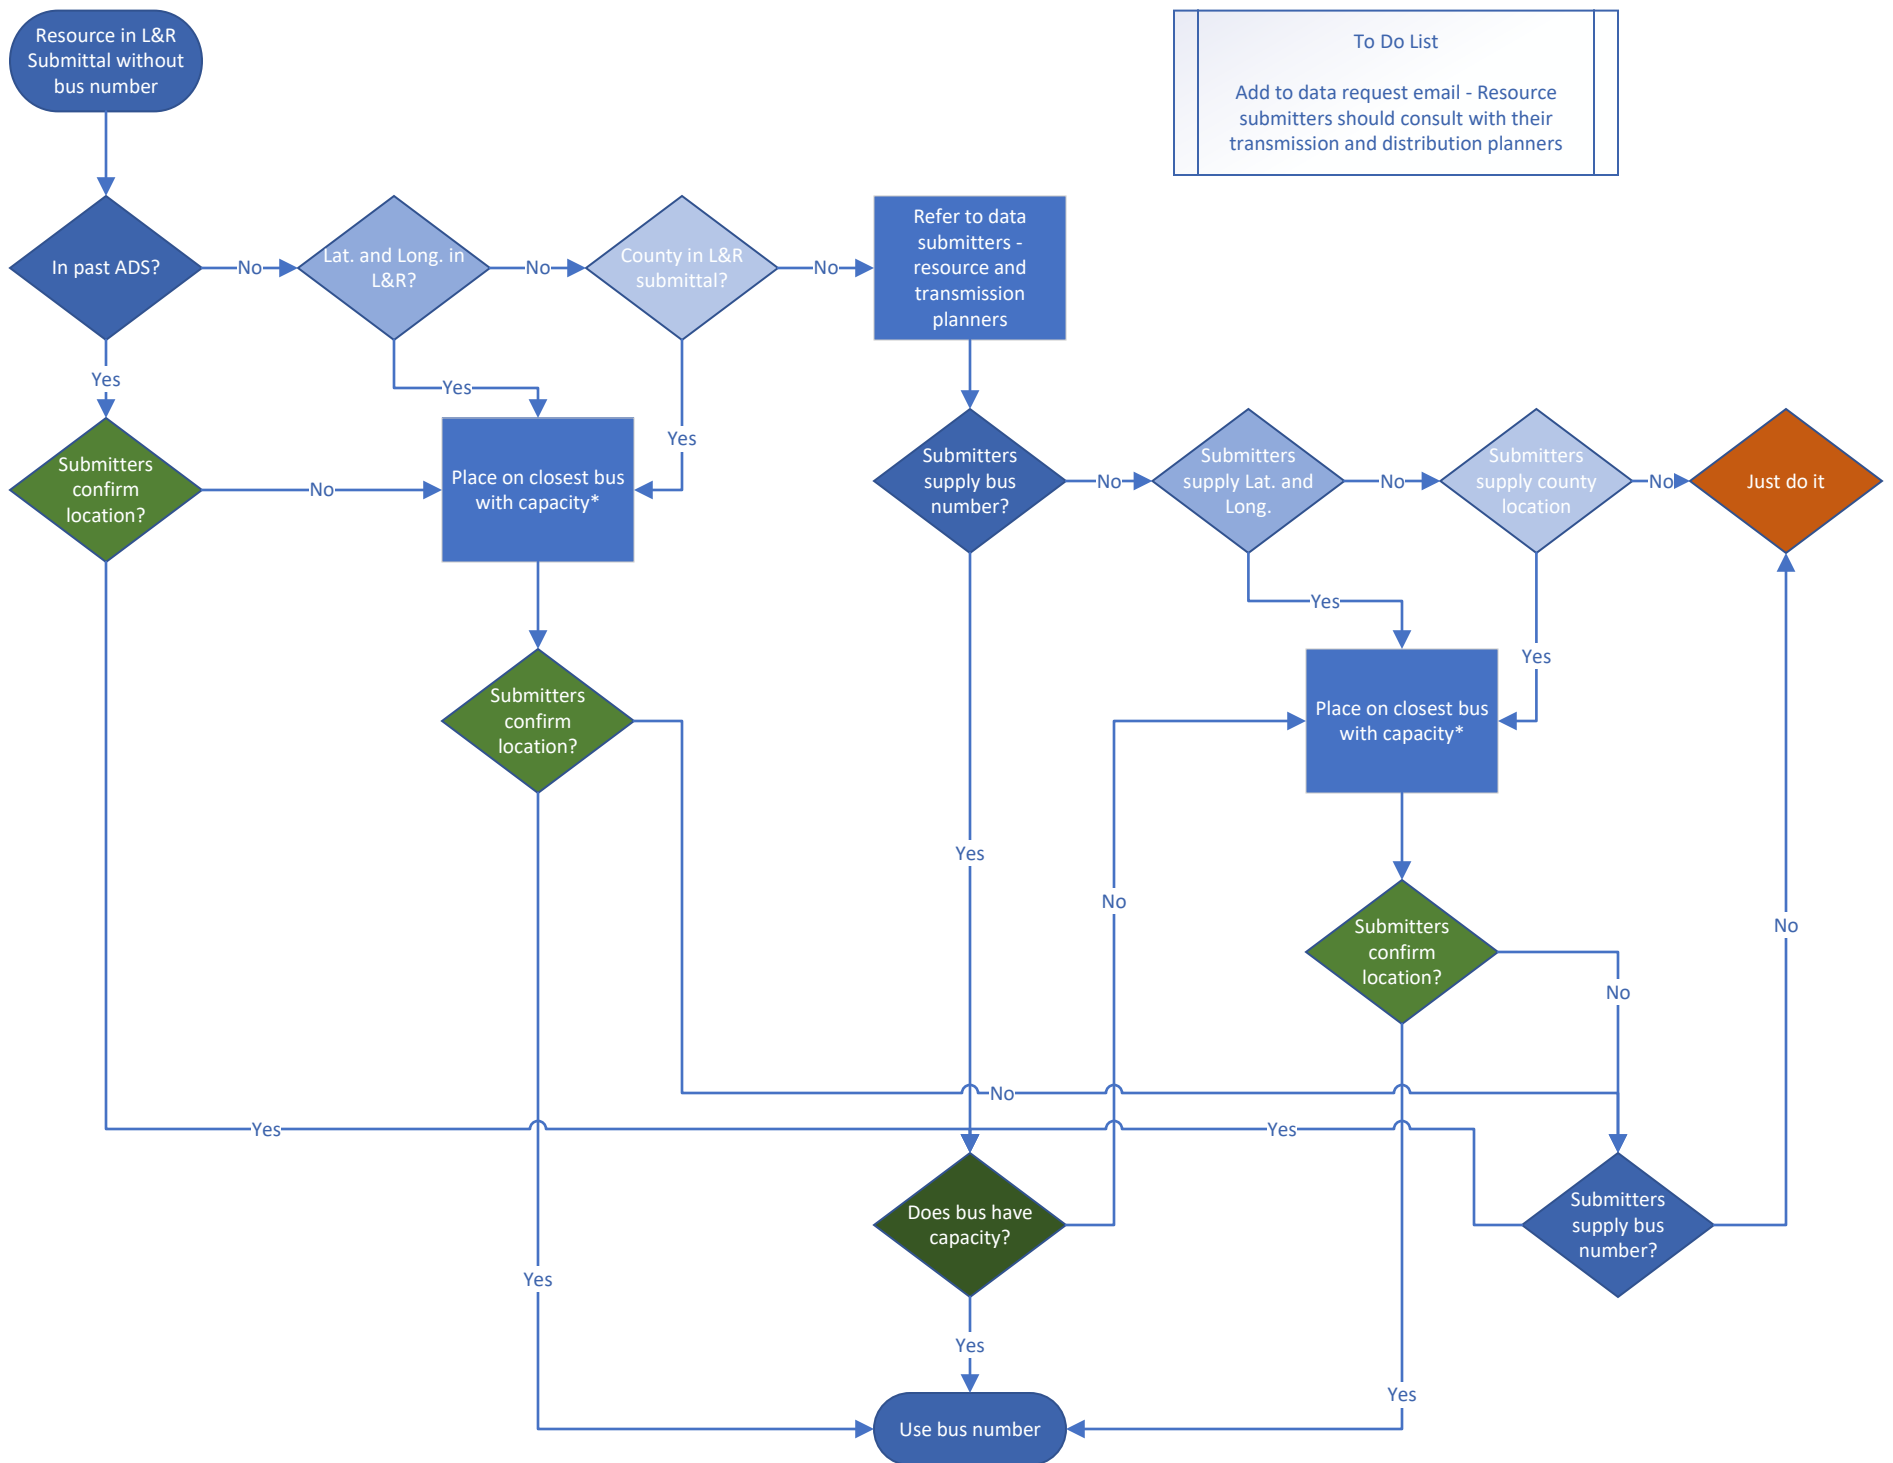 Resource in L&R
Submittal without
bus number
To Do List
Add to data request email - Resource
submitters should consult with their
transmission and distribution planners
In past ADS?
No
Lat. and Long. in
L&R?
No
County in L&R
submittal?
No
Refer to data
submitters -
resource and
transmission
planners
Yes
Yes
Yes
Submitters
confirm
location?
No
Place on closest bus
with capacity*
Submitters
supply bus
number?
No
Submitters
supply Lat. and
Long.
No
Submitters
supply county
location
No
Just do it
Yes
Yes
Submitters
confirm
location?
Place on closest bus
with capacity*
Yes
No
Submitters
confirm
location?
No
No
No
Yes
Yes
Does bus have
capacity?
Submitters
supply bus
number?
Yes
Yes
Yes
Use bus number